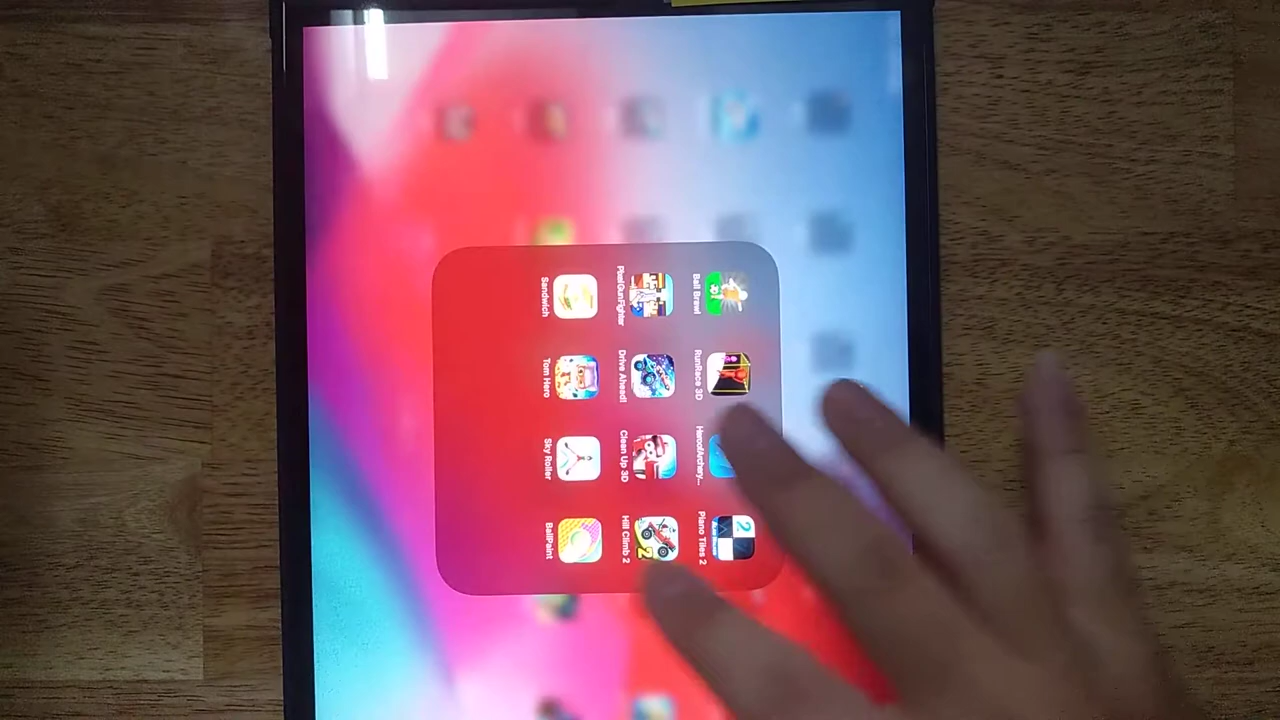 Ball Brawl
RunRace 3D
HeroofArchery...
Piano Tiles 2
PixelGunFighter
Drive Ahead!
Clean Up 3D
Hill Climb 2
Sandwich
Tom Hero
Sky Roller
BallPaint